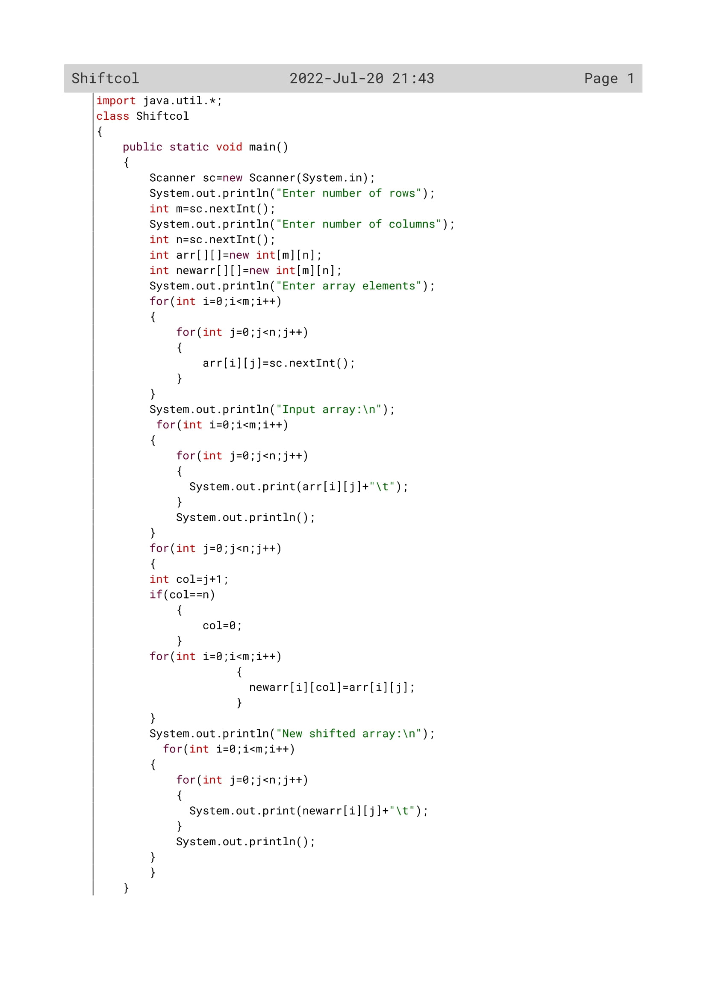 Shiftcol 2022-Jul-20 21:43 Page 1
import java.util.*;
class Shiftcol
{
    public static void main()
    {
        Scanner sc=new Scanner(System.in);
        System.out.println("Enter number of rows");
        int m=sc.nextInt();
        System.out.println("Enter number of columns");
        int n=sc.nextInt();
        int arr[][]=new int[m][n];
        int newarr[][]=new int[m][n];
        System.out.println("Enter array elements");
        for(int i=0;i<m;i++)
        {
            for(int j=0;j<n;j++)
            {
                arr[i][j]=sc.nextInt();
            }
        }
        System.out.println("Input array:\n");
         for(int i=0;i<m;i++)
        {
            for(int j=0;j<n;j++)
            {
              System.out.print(arr[i][j]+"\t");
            }
            System.out.println();
        }
        for(int j=0;j<n;j++)
        {
        int col=j+1;
        if(col==n)
            {
                col=0;
            }
        for(int i=0;i<m;i++)
                     {
                       newarr[i][col]=arr[i][j];
                     }
        }
        System.out.println("New shifted array:\n");
          for(int i=0;i<m;i++)
        {
            for(int j=0;j<n;j++)
            {
              System.out.print(newarr[i][j]+"\t");
            }
            System.out.println();
        }
        }
    }